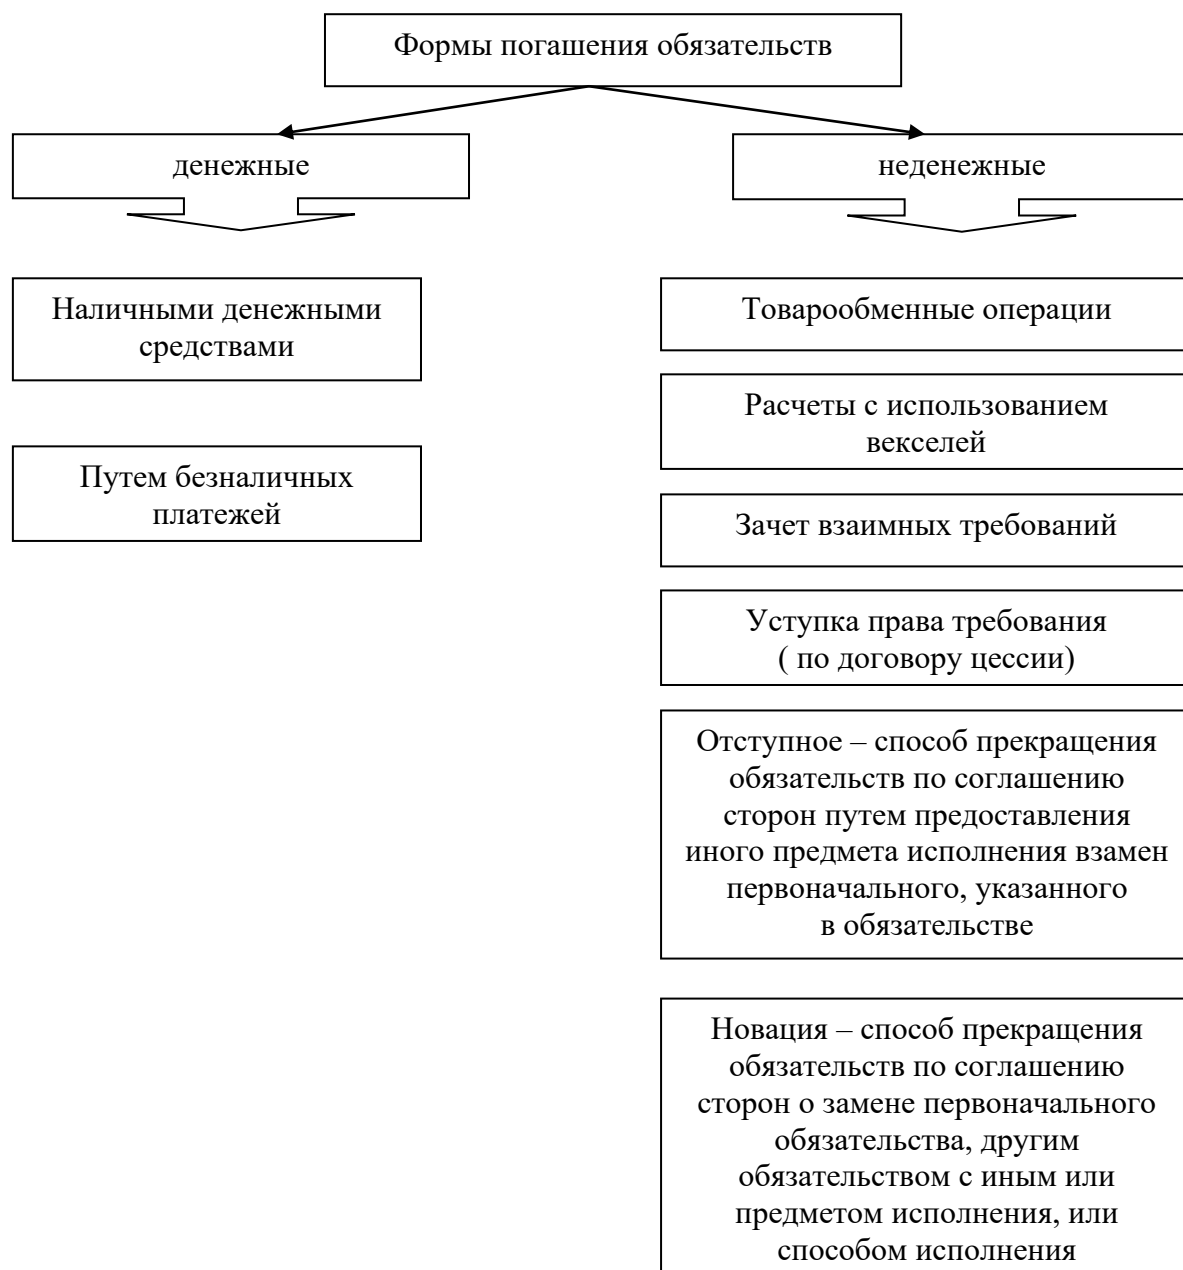 Формы погашения обязательств
денежные
неденежные
Наличными денежными
средствами
Путем безналичных
платежей
Товарообменные операции
Расчеты с использованием
векселей
Зачет взаимных требований
Уступка права требования
( по договору цессии)
Отступное – способ прекращения
обязательств по соглашению
сторон путем предоставления
иного предмета исполнения взамен
первоначального, указанного
в обязательстве
Новация – способ прекращения
обязательств по соглашению
сторон о замене первоначального
обязательства, другим
обязательством с иным или
предметом исполнения, или
способом исполнения